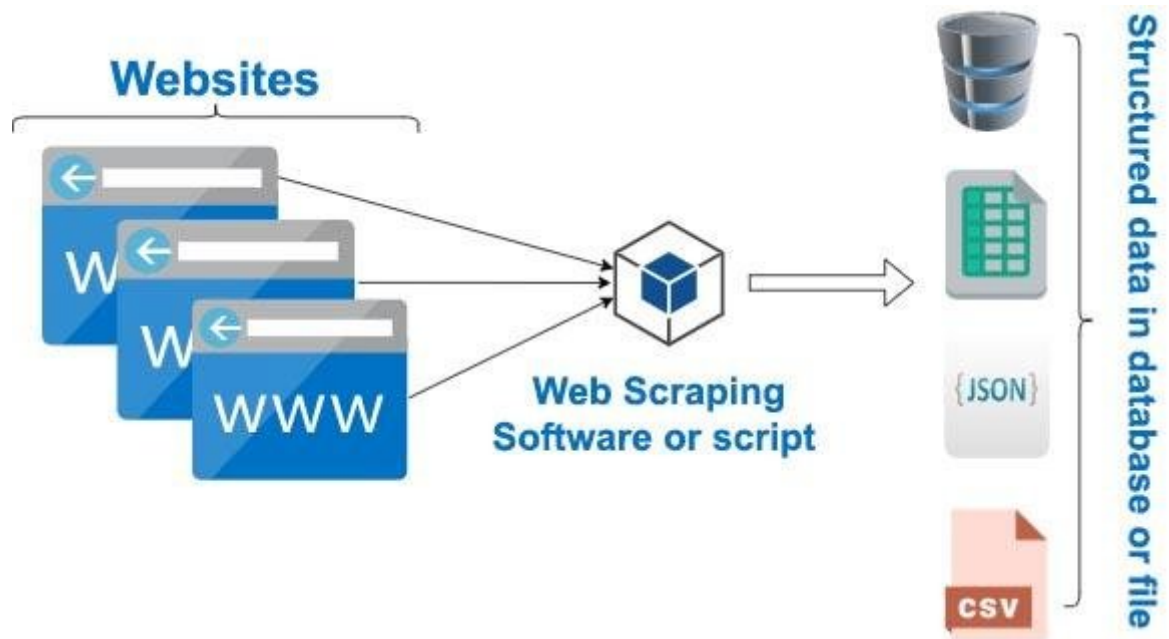 Websites
W
W
WWW
Web Scraping
Software or script
{JSON}
CSV
Structured data in database or file